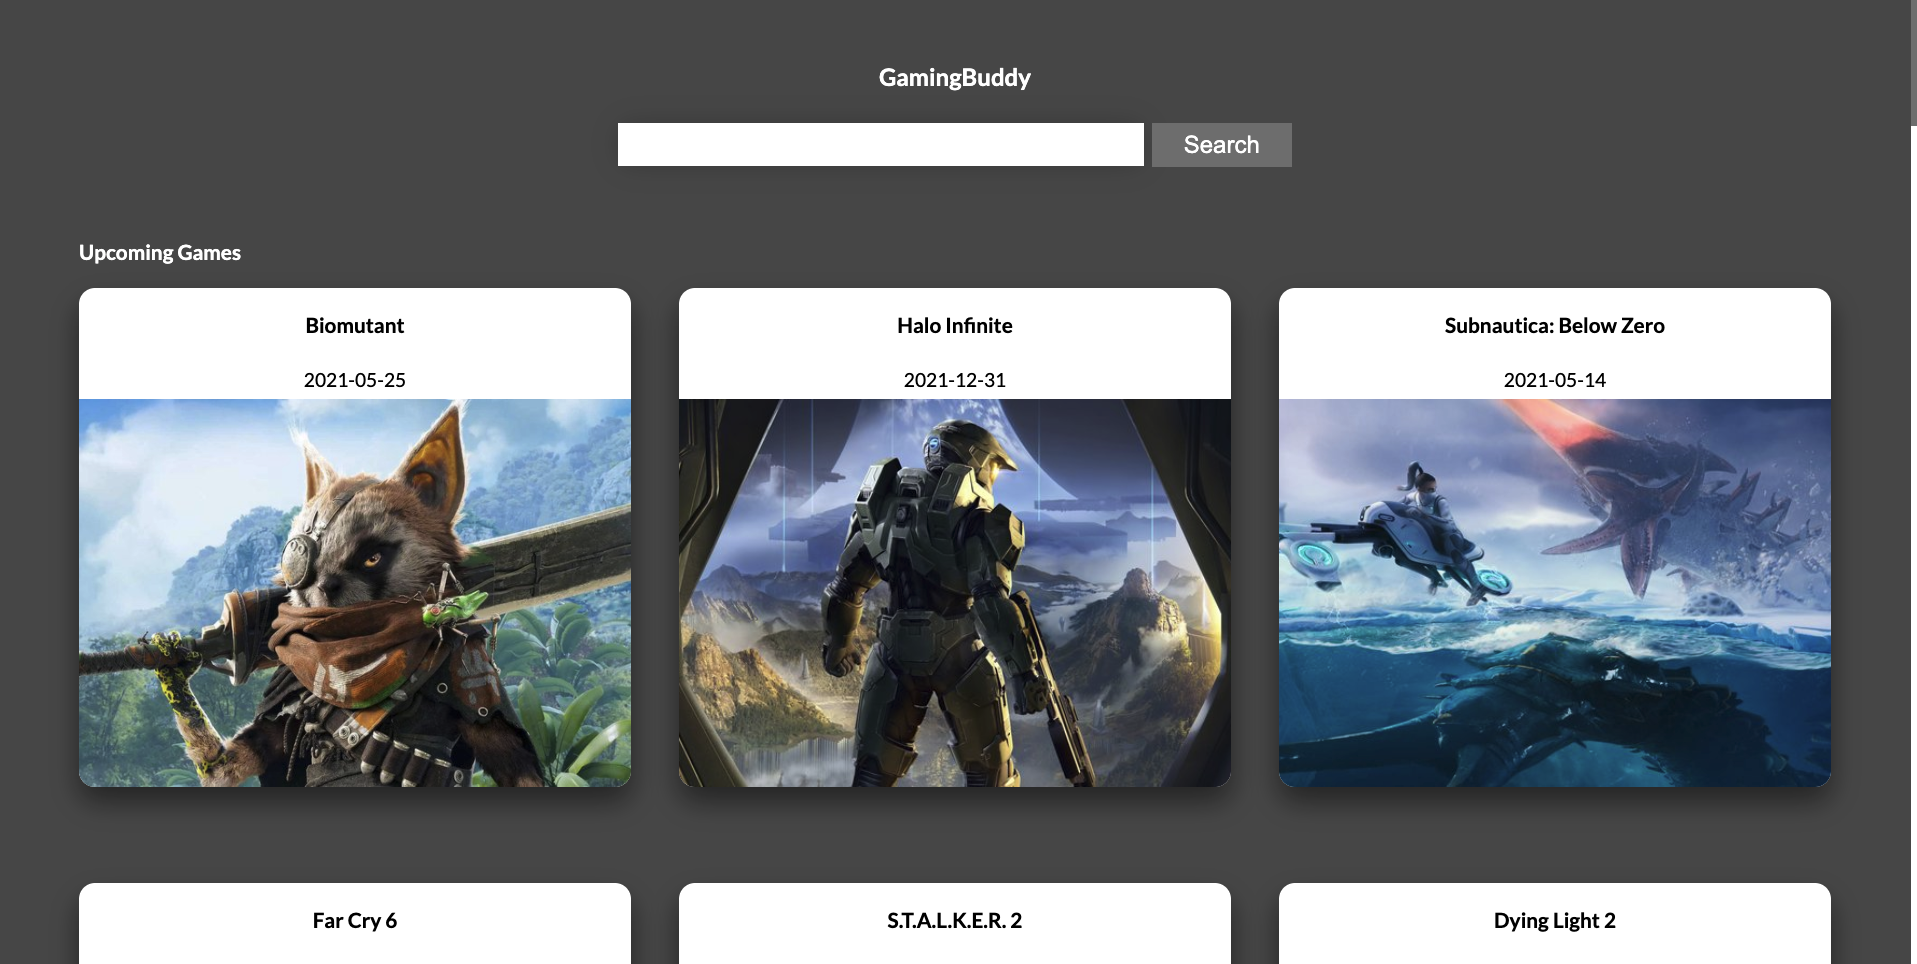 GamingBuddy
Search
Upcoming Games
Biomutant
2021-05-25
Halo Infinite
2021-12-31
Subnautica: Below Zero
2021-05-14
Far Cry 6
S.T.A.L.K.E.R. 2
Dying Light 2